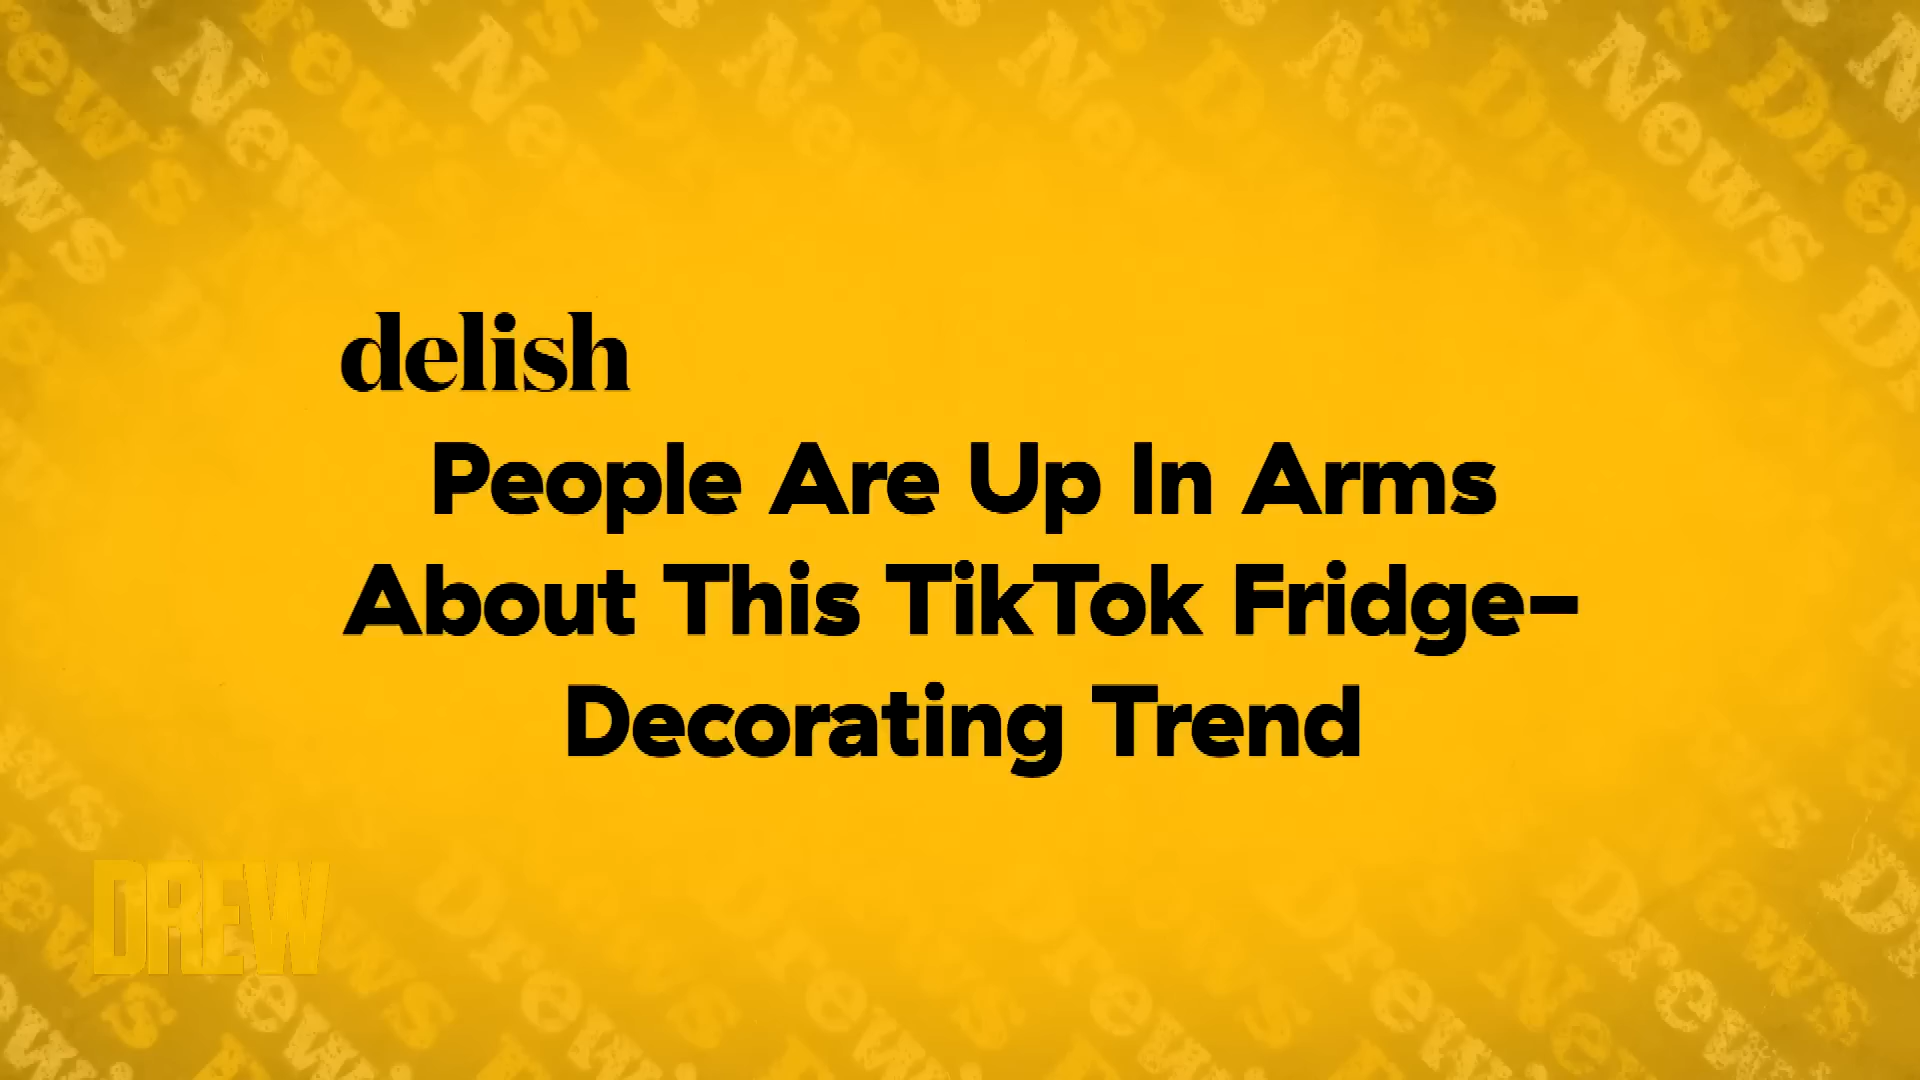 delish
People Are Up In Arms
About This TikTok Fridge-
Decorating Trend
DREW